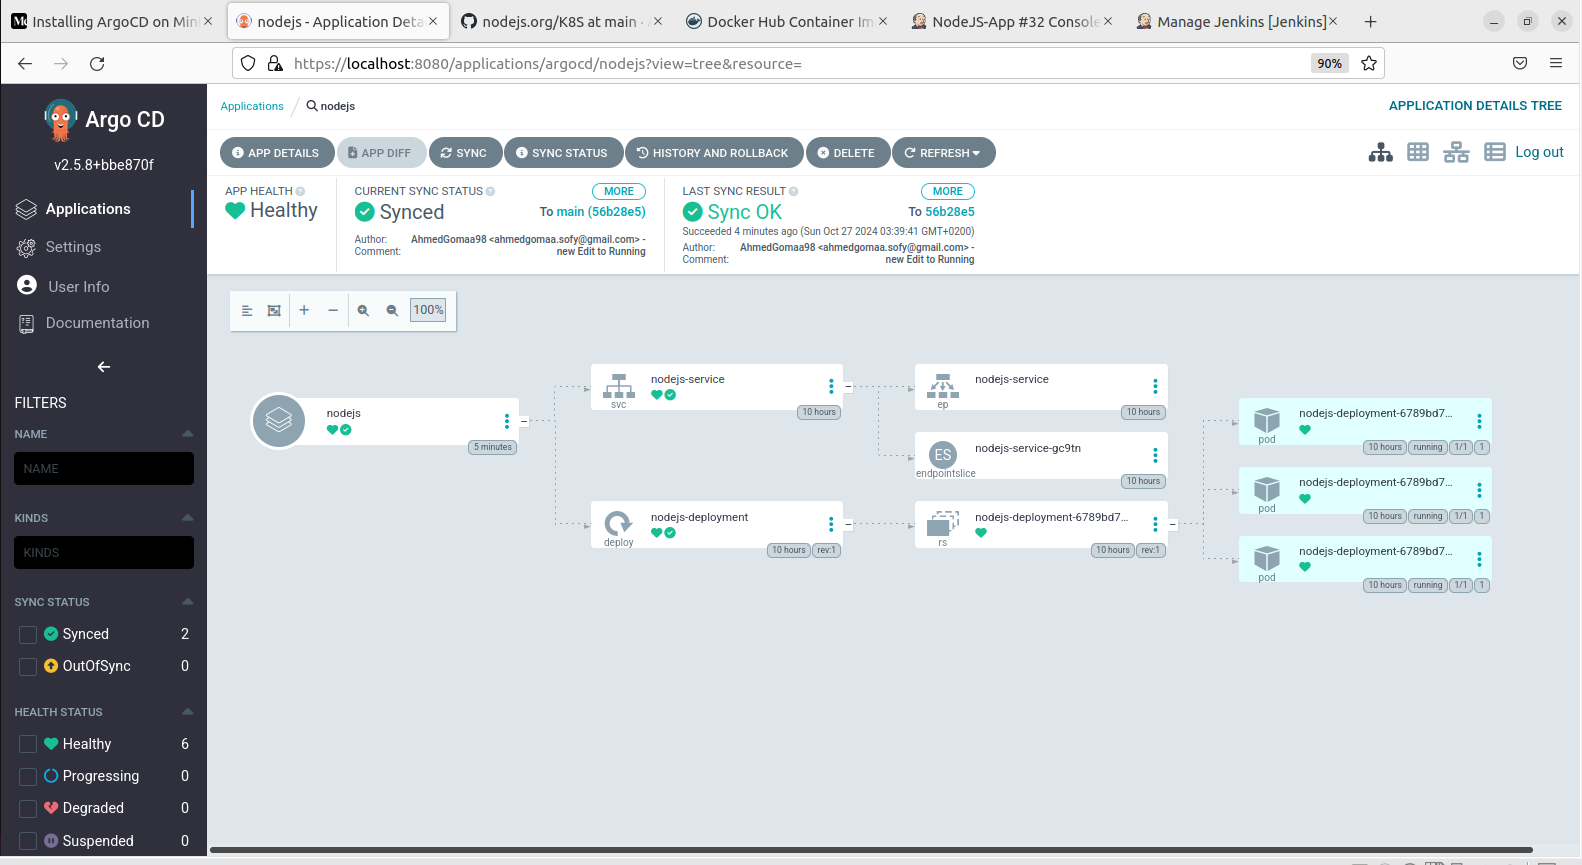 Installing ArgoCD on Mini
nodejs - Application Deta
nodejs.org/K8S at main ·
Docker Hub Container Im
NodeJS-App #32 Console
Manage Jenkins [Jenkins]
https://localhost:8080/applications/argocd/nodejs?view=tree&resource=
90%
Argo CD
v2.5.8+bbe870f
Applications
Settings
User Info
Documentation
FILTERS
NAME
NAME
KINDS
KINDS
SYNC STATUS
Synced 2
OutOfSync 0
HEALTH STATUS
Healthy 6
Progressing 0
Degraded 0
Suspended 0
Applications / nodejs
APPLICATION DETAILS TREE
APP DETAILS
APP DIFF
SYNC
SYNC STATUS
HISTORY AND ROLLBACK
DELETE
REFRESH
Log out
APP HEALTH
Healthy
CURRENT SYNC STATUS
MORE
Synced
To main (56b28e5)
Author: AhmedGomaa98 <ahmedgomaa.sofy@gmail.com> -
Comment: new Edit to Running
LAST SYNC RESULT
MORE
Sync OK
To 56b28e5
Succeeded 4 minutes ago (Sun Oct 27 2024 03:39:41 GMT+0200)
Author: AhmedGomaa98 <ahmedgomaa.sofy@gmail.com> -
Comment: new Edit to Running
100%
nodejs
5 minutes
nodejs-service
svc
10 hours
nodejs-deployment
deploy
10 hours rev:1
nodejs-service
ep
10 hours
ES
nodejs-service-gc9tn
endpointslice
10 hours
nodejs-deployment-6789bd7...
rs
10 hours rev:1
nodejs-deployment-6789bd7...
pod
10 hours running 1/1 1
nodejs-deployment-6789bd7...
pod
10 hours running 1/1 1
nodejs-deployment-6789bd7...
pod
10 hours running 1/1 1